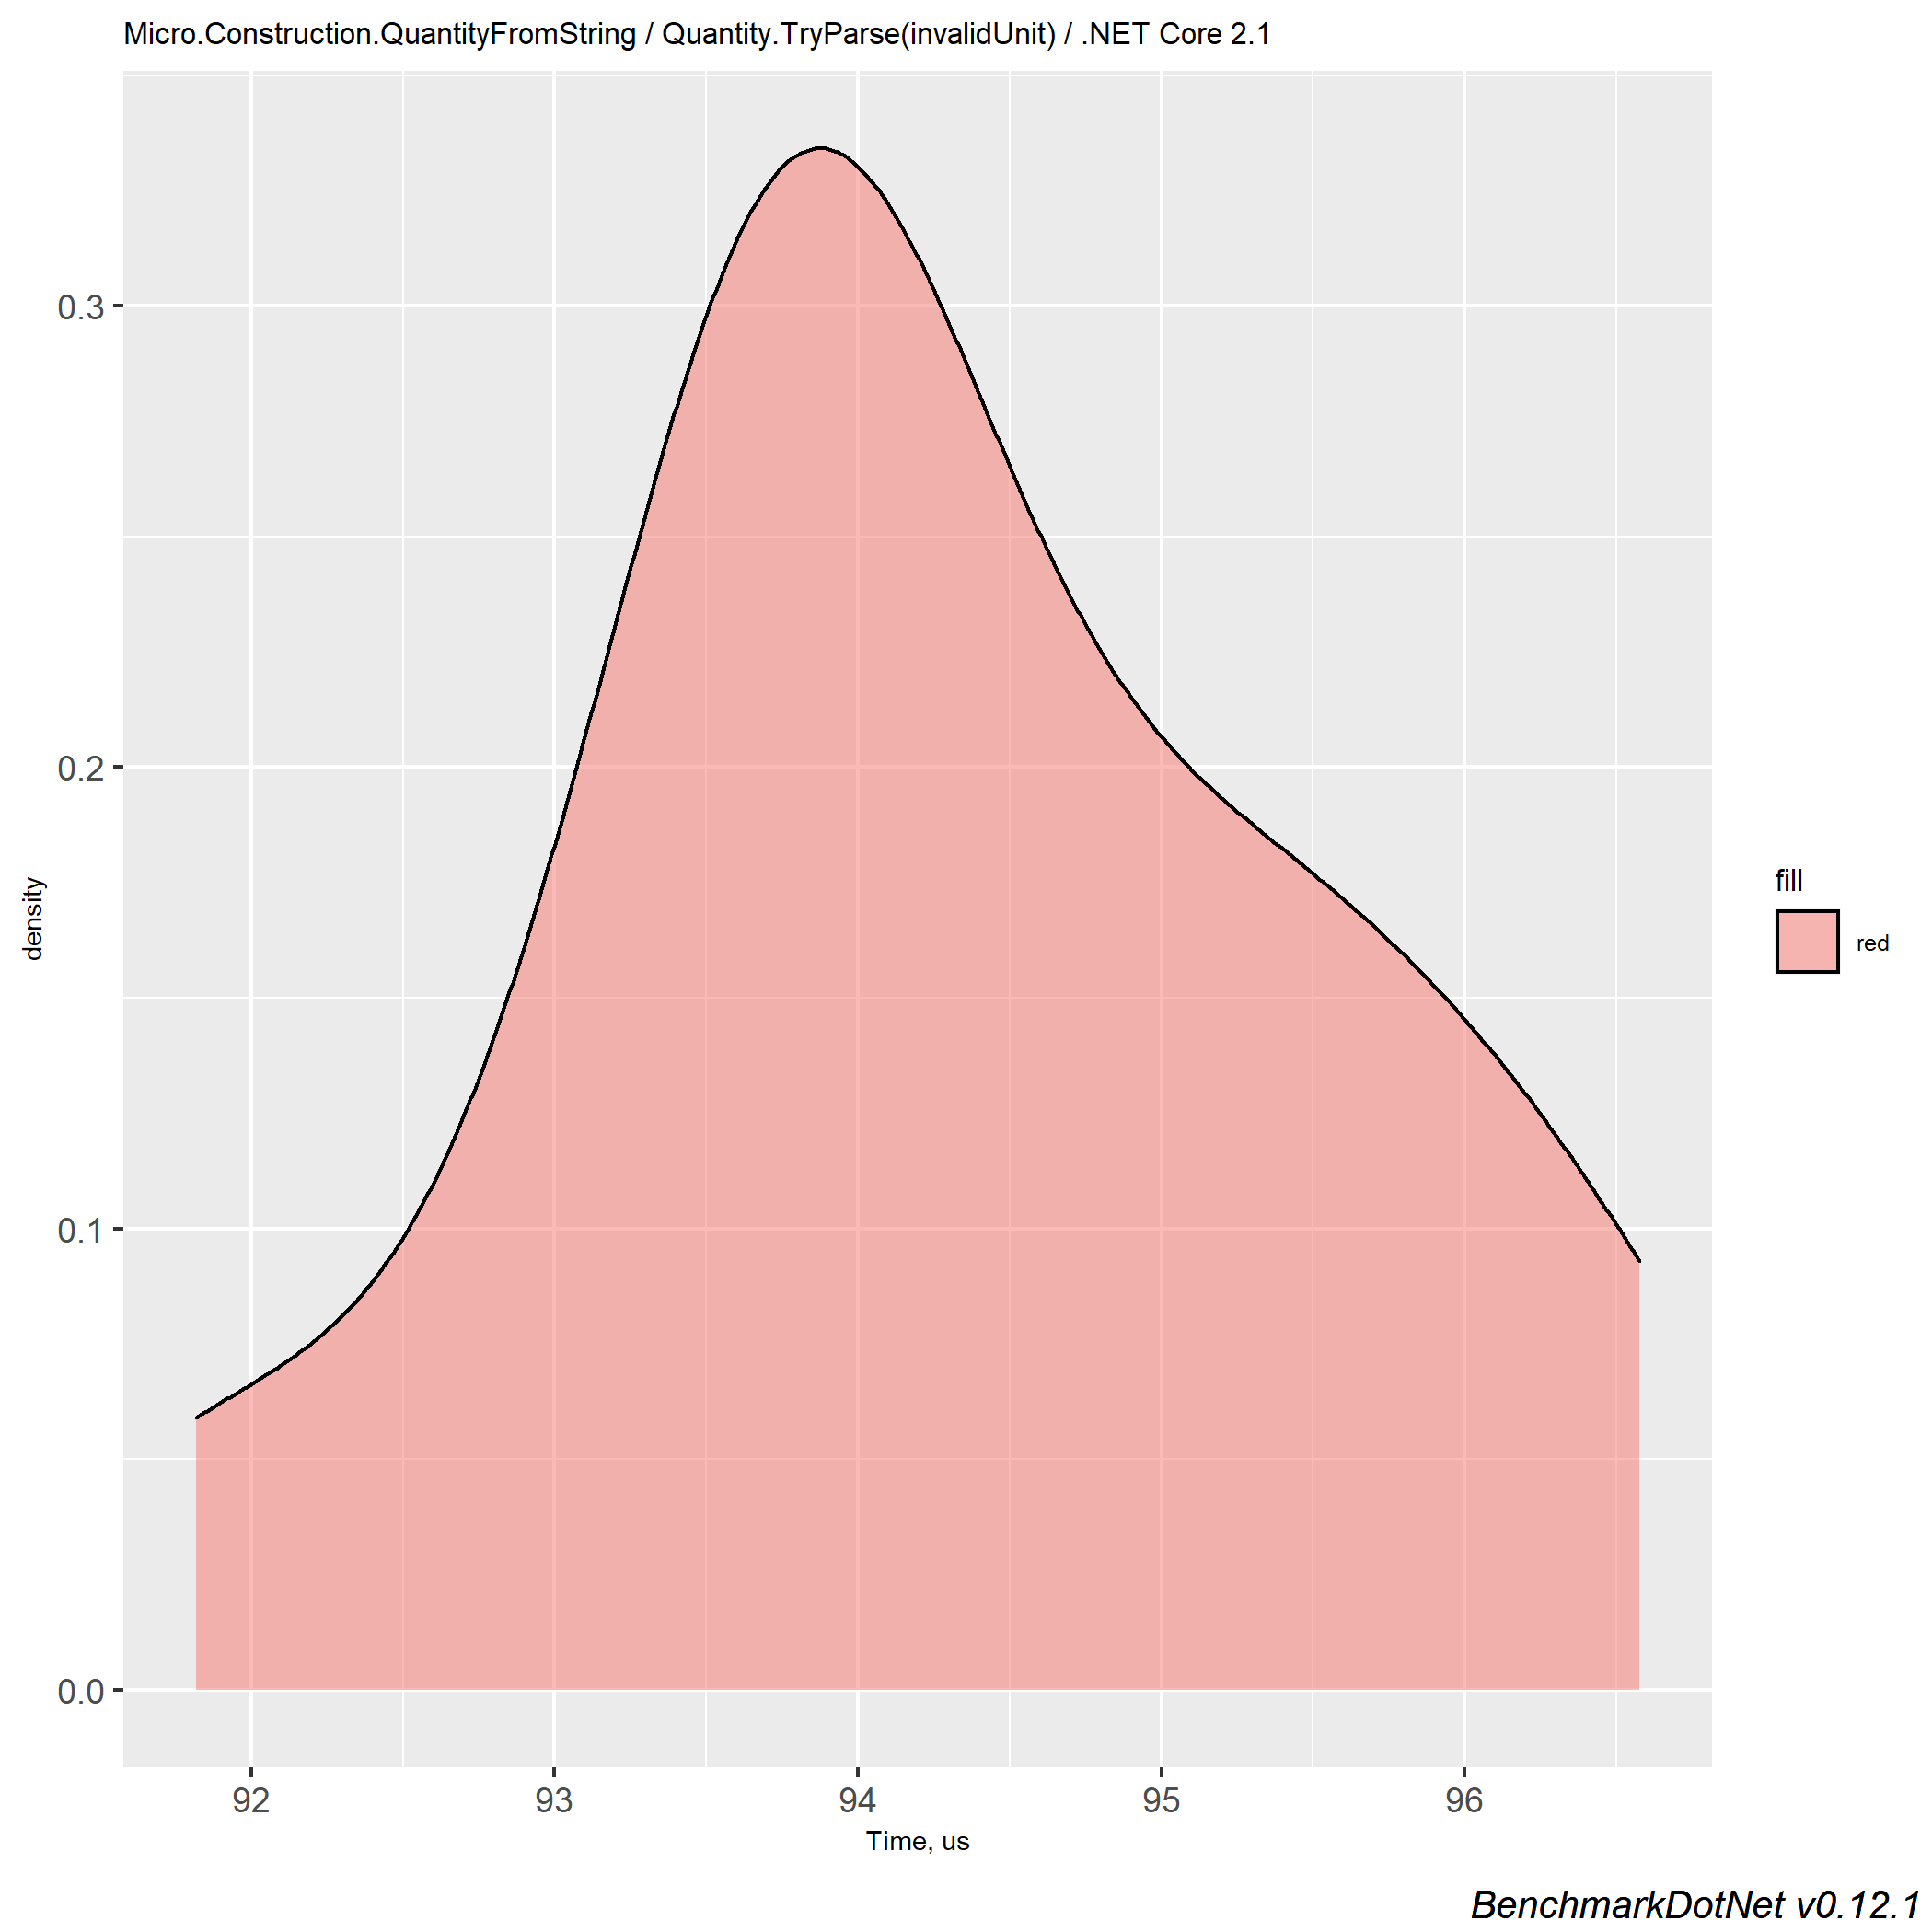 Micro.Construction.QuantityFromString / Quantity.TryParse(invalidUnit) / .NET Core 2.1
0.3
0.2
0.1
0.0
density
92 93 94 95 96
Time, us
fill
red
BenchmarkDotNet v0.12.1